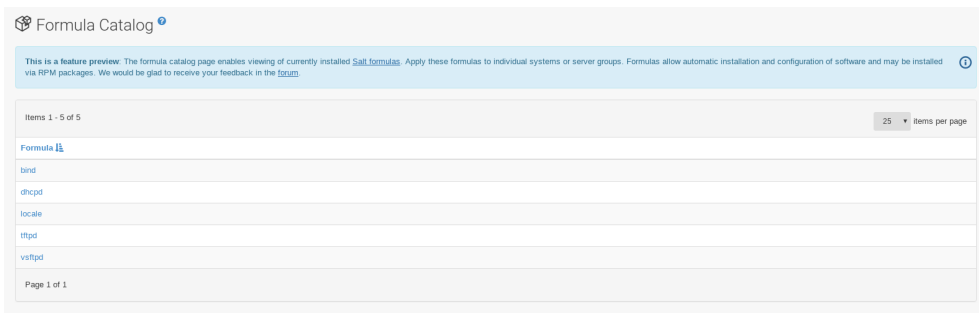 Formula Catalog ?
This is a feature preview: The formula catalog page enables viewing of currently installed Salt formulas. Apply these formulas to individual systems or server groups. Formulas allow automatic installation and configuration of software and may be installed
via RPM packages. We would be glad to receive your feedback in the forum.
Items 1 - 5 of 5
25 items per page
Formula
bind
dhcpd
locale
tftpd
vsftpd
Page 1 of 1